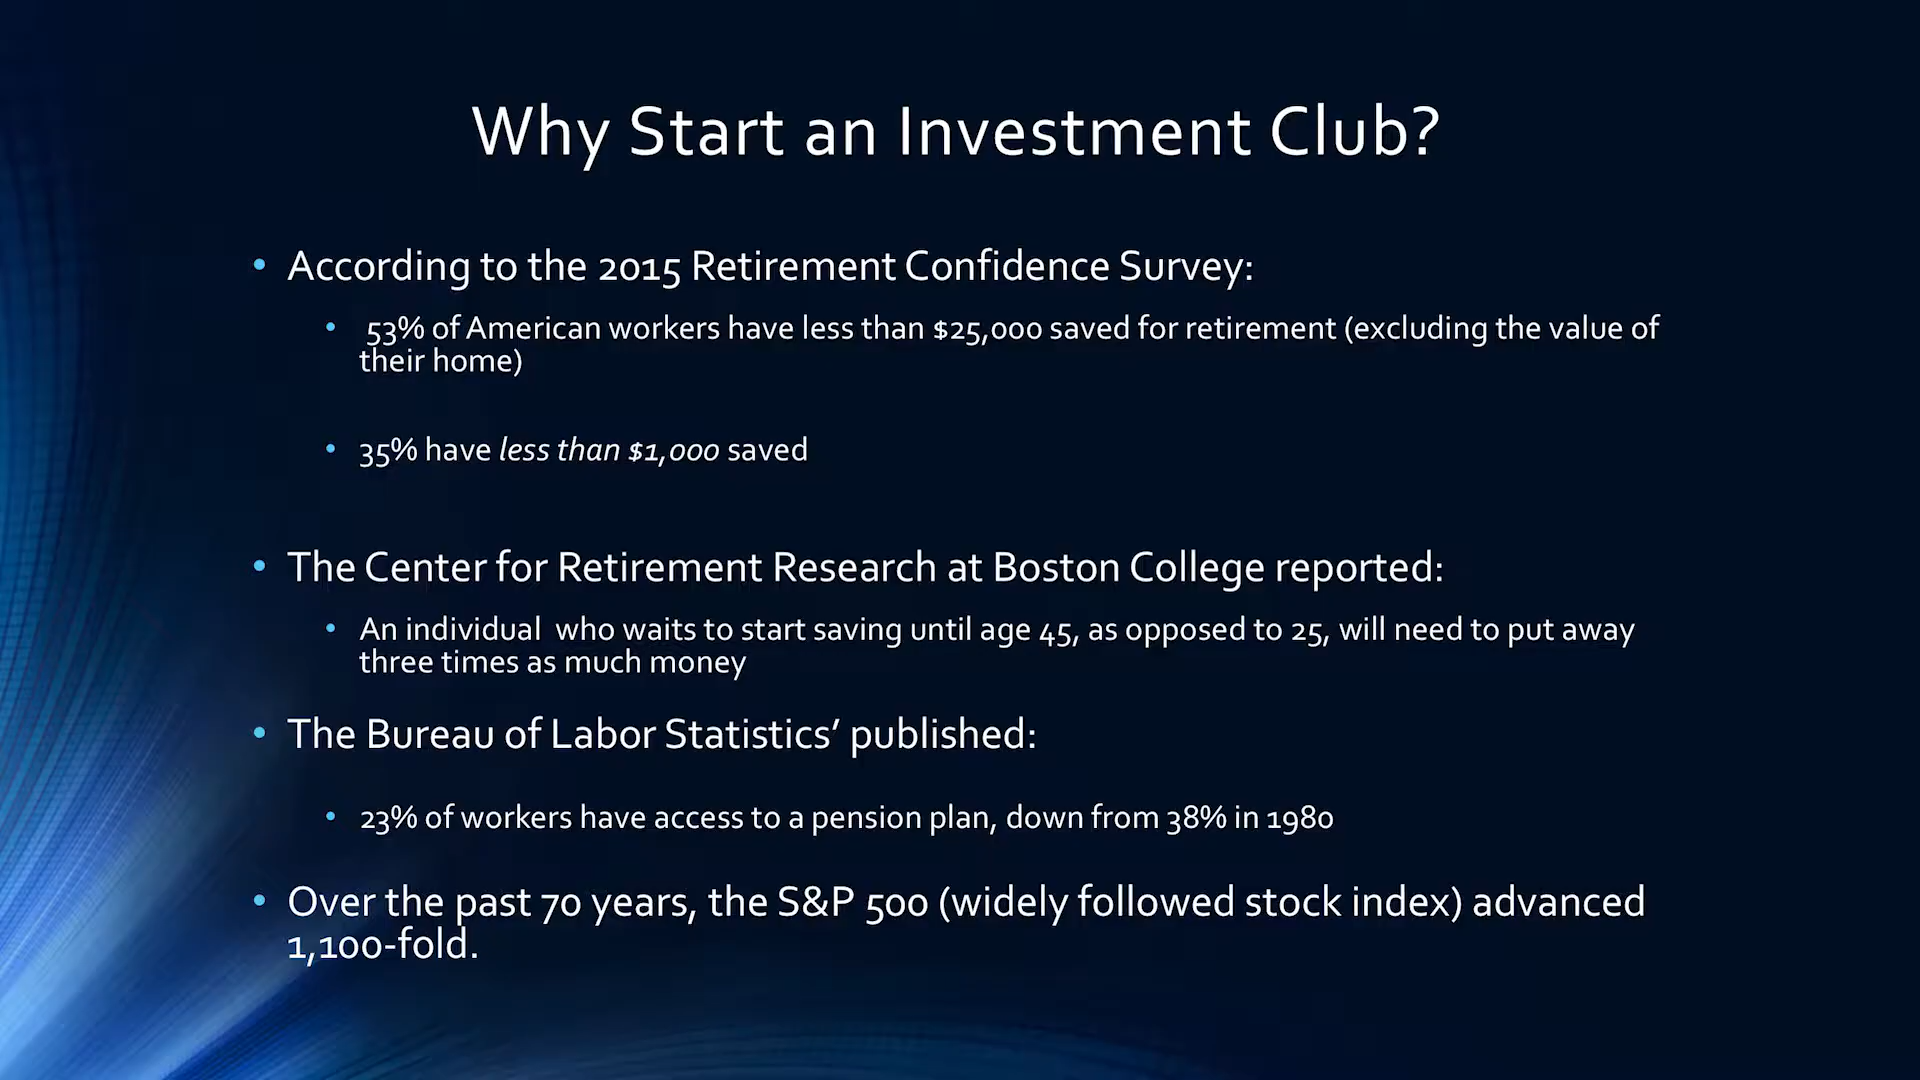 Why Start an Investment Club?
• According to the 2015 Retirement Confidence Survey:
• 53% of American workers have less than $25,000 saved for retirement (excluding the value of
their home)
• 35% have less than $1,000 saved
• The Center for Retirement Research at Boston College reported:
• An individual  who waits to start saving until age 45, as opposed to 25, will need to put away
three times as much money
• The Bureau of Labor Statistics’ published:
• 23% of workers have access to a pension plan, down from 38% in 1980
• Over the past 70 years, the S&P 500 (widely followed stock index) advanced
1,100-fold.